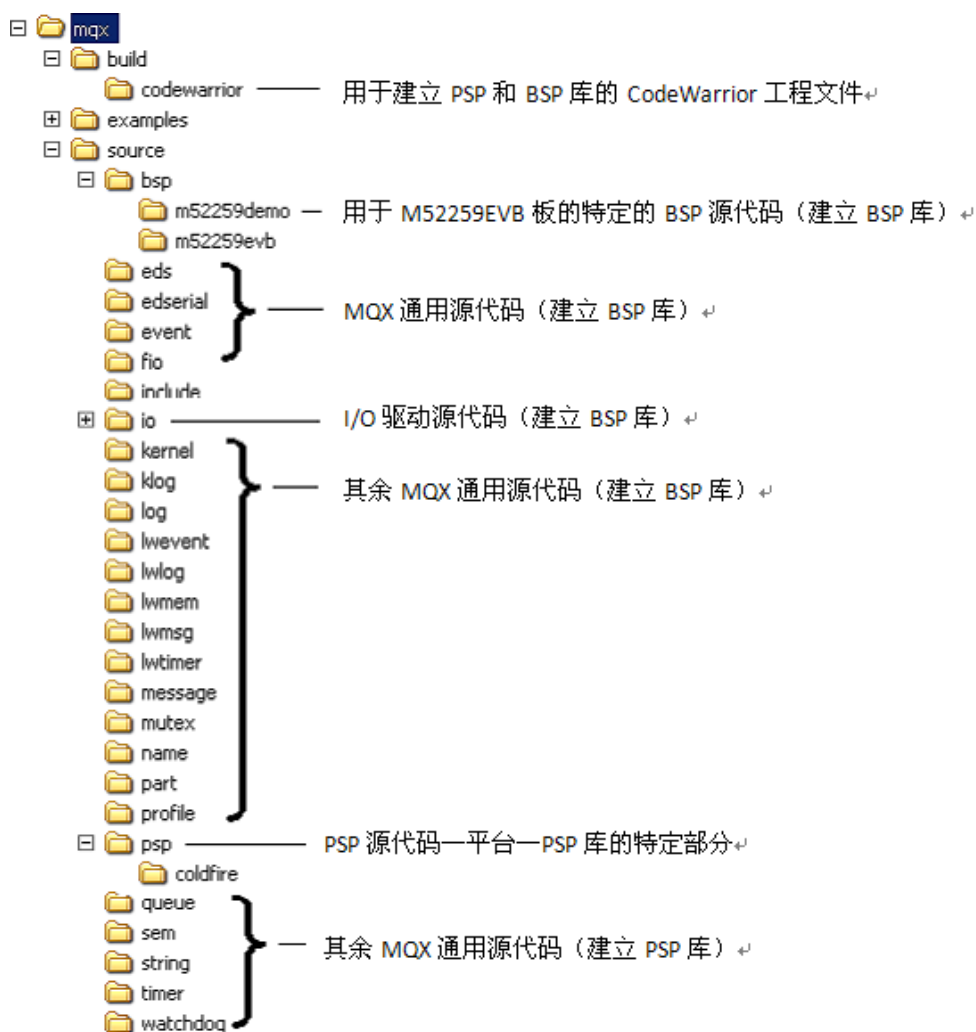 mqx
build
codewarrior 用于建立 PSP 和 BSP 库的 CodeWarrior 工程文件↵
examples
source
bsp
m52259demo 用于 M52259EVB 板的特定的 BSP 源代码（建立 BSP 库）↵
m52259evb
eds
edserial MQX 通用源代码（建立 BSP 库）↵
event
fio
include
io I/O 驱动源代码（建立 BSP 库）↵
kernel
klog 其余 MQX 通用源代码（建立 BSP 库）↵
log
lwevent
lwlog
lwmem
lwmsg
lwtimer
message
mutex
name
part
profile
psp PSP 源代码—平台—PSP 库的特定部分↵
coldfire
queue
sem 其余 MQX 通用源代码（建立 PSP 库）↵
string
timer
watchdog